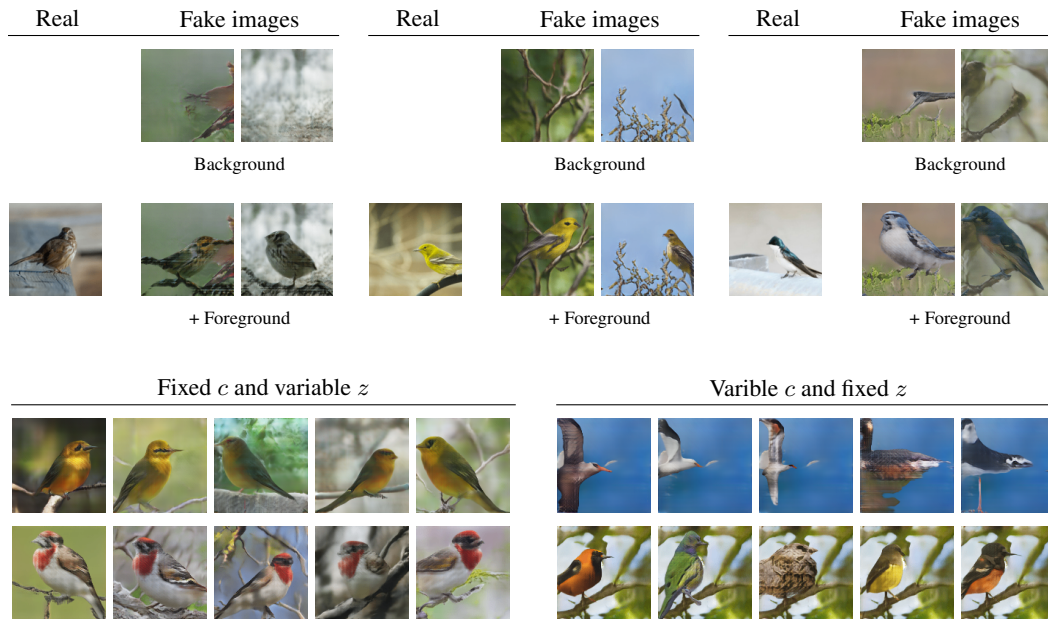 Real Fake images Real Fake images Real Fake images
Background Background Background
+ Foreground + Foreground + Foreground
Fixed c and variable z Varible c and fixed z